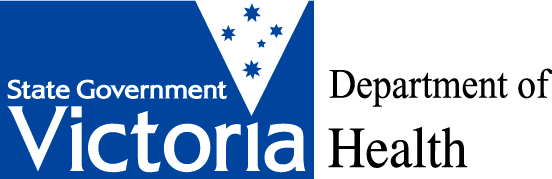 State Government
Victoria
Department of
Health